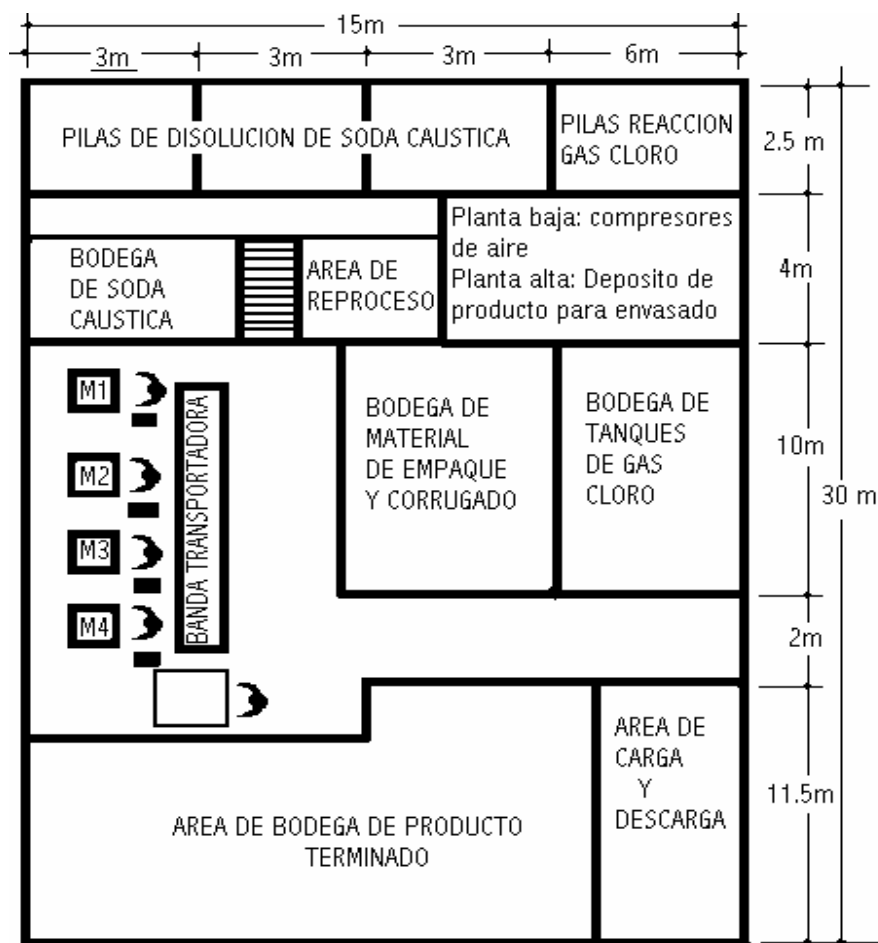 15m
3m
3m
3m
6m
PILAS DE DISOLUCION DE SODA CAUSTICA
PILAS REACCION
GAS CLORO
2.5 m
Planta baja: compresores
de aire
Planta alta: Deposito de
producto para envasado
4m
BODEGA
DE SODA
CAUSTICA
AREA DE
REPROCESO
M1
M2
M3
M4
BANDA TRANSPORTADORA
BODEGA DE
MATERIAL
DE EMPAQUE
Y CORRUGADO
BODEGA DE
TANQUES
DE GAS
CLORO
10m
30 m
2m
AREA DE
CARGA
Y
DESCARGA
11.5m
AREA DE BODEGA DE PRODUCTO
TERMINADO